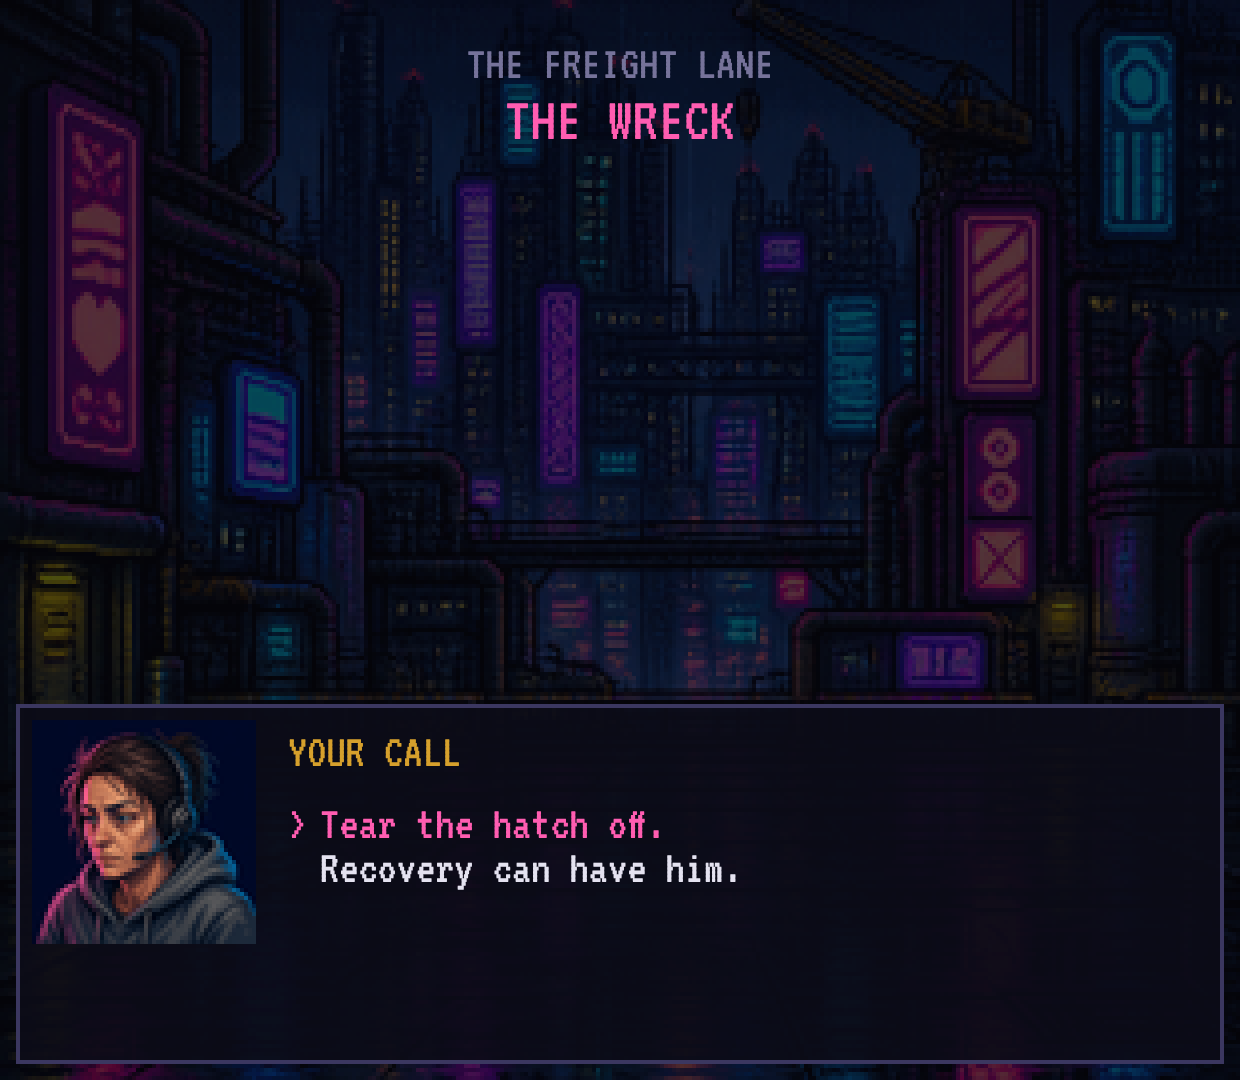 THE FREIGHT LANE
THE WRECK
YOUR CALL
> Tear the hatch off.
Recovery can have him.